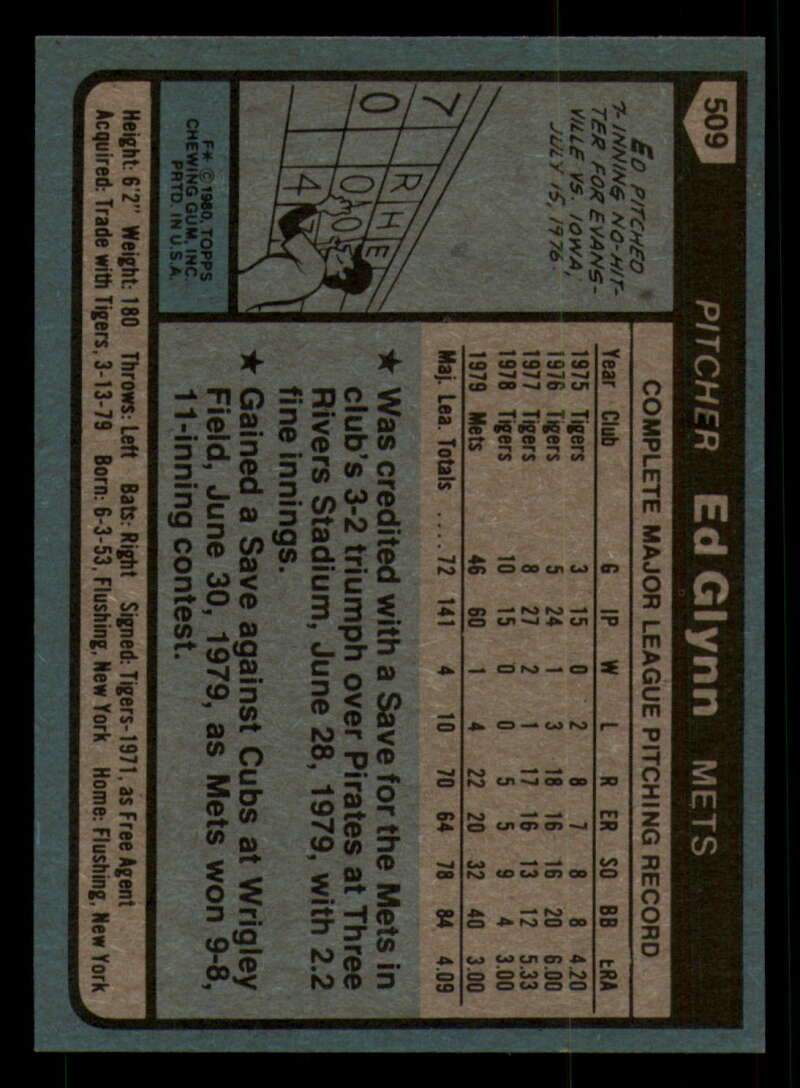 509
PITCHER Ed Glynn METS
ED PITCHED
7-INNING NO-HIT-
TER FOR EVANS-
VILLE VS. IOWA,
JULY 15, 1976.
7 R H E
0 0 0
4 7
F* © 1980, TOPPS
CHEWING GUM, INC.
PRTD. IN U.S.A.
COMPLETE MAJOR LEAGUE PITCHING RECORD
Year Club G IP W L R ER SO BB ERA
1975 Tigers 3 15 0 2 8 7 8 8 4.20
1976 Tigers 5 24 1 3 18 16 16 20 6.00
1977 Tigers 8 27 2 1 17 16 13 12 5.33
1978 Tigers 10 15 0 0 5 5 9 4 3.00
1979 Mets 46 60 1 4 22 20 32 40 3.00
Maj. Lea. Totals .... 72 141 4 10 70 64 78 84 4.09
★ Was credited with a Save for the Mets in
club's 3-2 triumph over Pirates at Three
Rivers Stadium, June 28, 1979, with 2.2
fine innings.
★ Gained a Save against Cubs at Wrigley
Field, June 30, 1979, as Mets won 9-8,
11-inning contest.
Height: 6'2" Weight: 180 Throws: Left Bats: Right Signed: Tigers-1971, as Free Agent
Acquired: Trade with Tigers, 3-13-79 Born: 6-3-53, Flushing, New York Home: Flushing, New York